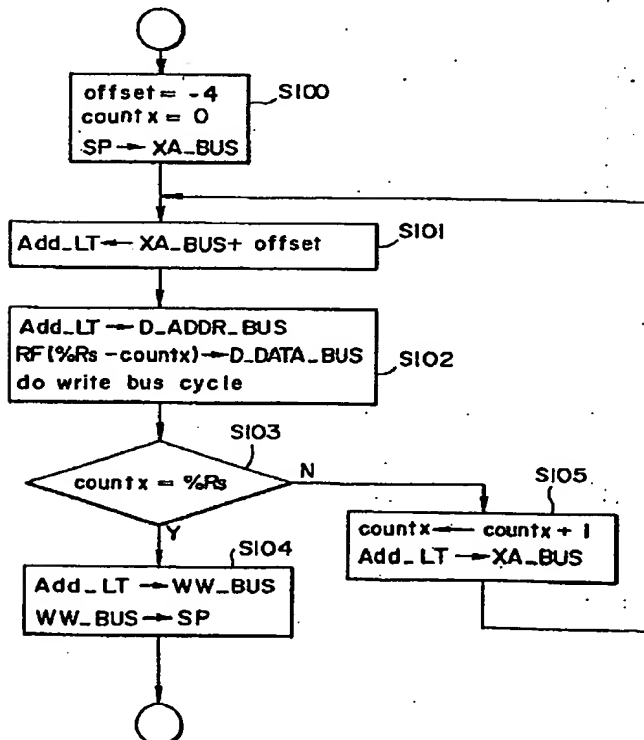 offset = -4
countx = 0
SP → XA_BUS
S100
Add_LT ← XA_BUS + offset
S101
Add_LT → D_ADDR_BUS
RF(%Rs - countx) → D_DATA_BUS
do write bus cycle
S102
S103
countx = %Rs
N
Y
S105
countx ← countx + 1
Add_LT → XA_BUS
S104
Add_LT → WW_BUS
WW_BUS → SP